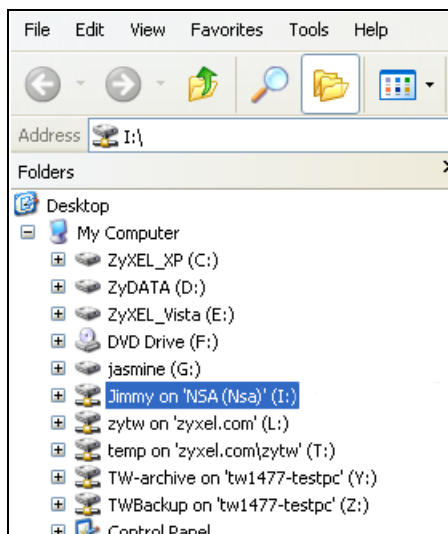 File Edit View Favorites Tools Help
Address I:\
Folders
Desktop
My Computer
ZyXEL_XP (C:)
ZyDATA (D:)
ZyXEL_Vista (E:)
DVD Drive (F:)
jasmine (G:)
Jimmy on 'NSA (Nsa)' (I:)
zytw on 'zyxel.com' (L:)
temp on 'zyxel.com\zytw' (T:)
TW-archive on 'tw1477-testpc' (Y:)
TWBackup on 'tw1477-testpc' (Z:)
Control Panel